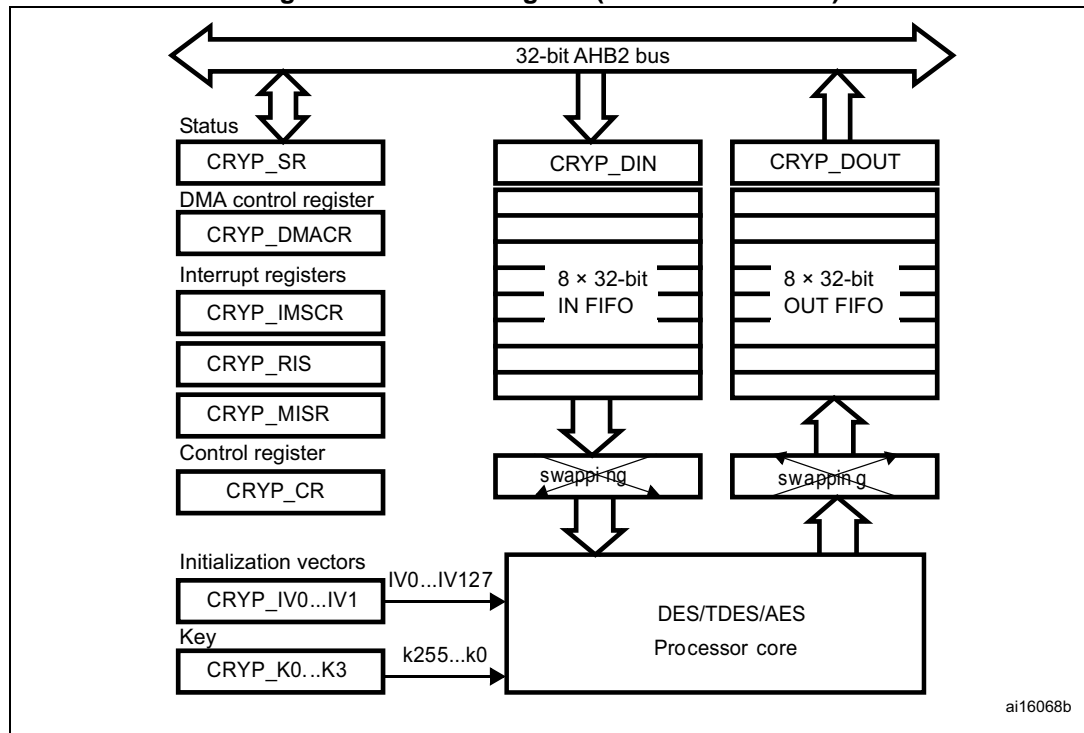 32-bit AHB2 bus
Status
CRYP_SR
DMA control register
CRYP_DMACR
Interrupt registers
CRYP_IMSCR
CRYP_RIS
CRYP_MISR
Control register
CRYP_CR
Initialization vectors
CRYP_IV0...IV1
Key
CRYP_K0...K3
IV0...IV127
k255...k0
CRYP_DIN
8 × 32-bit
IN FIFO
swapping
CRYP_DOUT
8 × 32-bit
OUT FIFO
swapping
DES/TDES/AES
Processor core
ai16068b